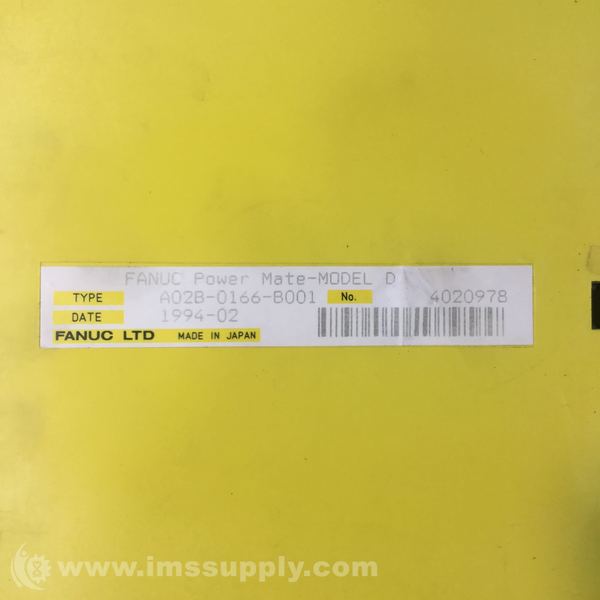 FANUC Power Mate-MODEL D
TYPE A02B-0166-B001 No. 4020978
DATE 1994-02
FANUC LTD MADE IN JAPAN
www.imssupply.com